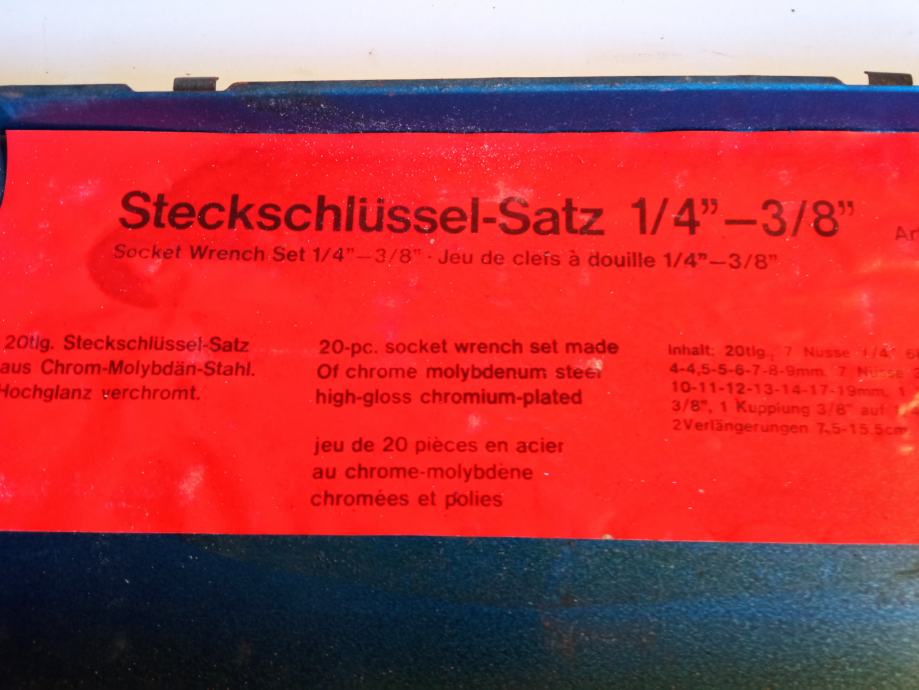 Steckschlüssel-Satz 1/4”–3/8”
Socket Wrench Set 1/4”–3/8” · Jeu de clefs à douille 1/4”–3/8”
20tlg. Steckschlüssel-Satz
aus Chrom-Molybdän-Stahl.
Hochglanz verchromt.
20-pc. socket wrench set made
Of chrome molybdenum steel
high-gloss chromium-plated
jeu de 20 pièces en acier
au chrome-molybdène
chromées et polies
Inhalt: 20tlg., 7 Nüsse 1/4"
4-4,5-5-6-7-8-9mm. 7 Nüsse
10-11-12-13-14-17-19mm, 1
3/8", 1 Kupplung 3/8" auf
2Verlängerungen 7,5-15,5cm